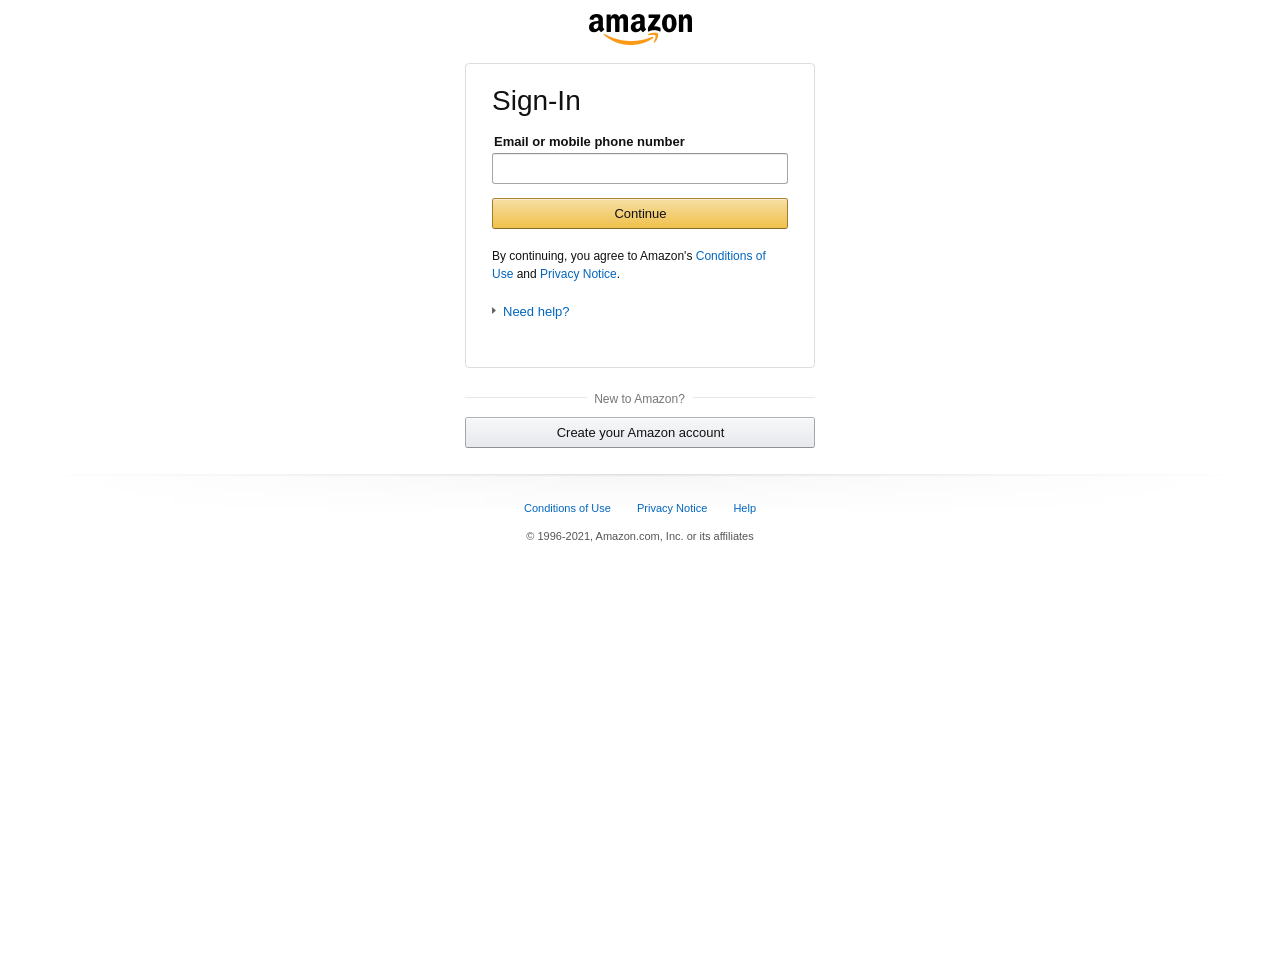 amazon
Sign-In
Email or mobile phone number
Continue
By continuing, you agree to Amazon's Conditions of
Use and Privacy Notice.
Need help?
New to Amazon?
Create your Amazon account
Conditions of Use Privacy Notice Help
© 1996-2021, Amazon.com, Inc. or its affiliates